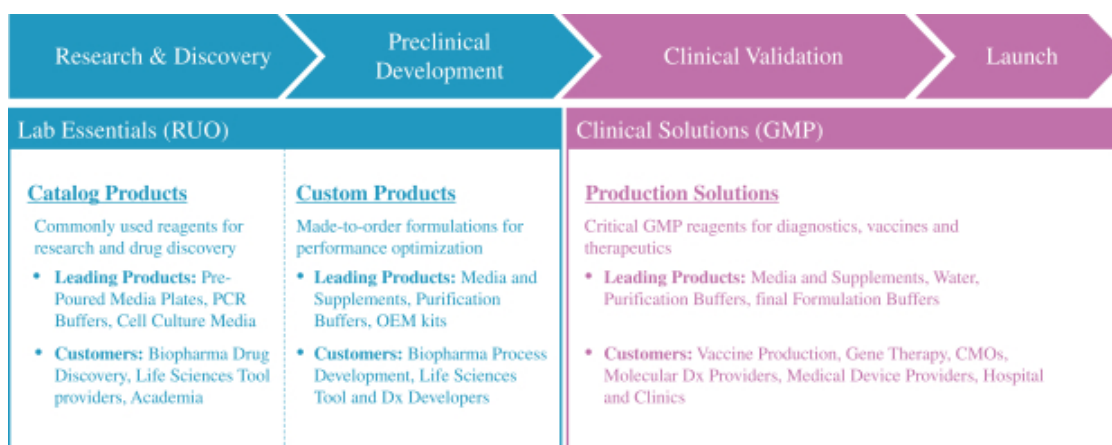 Research & Discovery
Preclinical
Development
Clinical Validation
Launch
Lab Essentials (RUO)
Catalog Products
Commonly used reagents for
research and drug discovery
• Leading Products: Pre-
Poured Media Plates, PCR
Buffers, Cell Culture Media
• Customers: Biopharma Drug
Discovery, Life Sciences Tool
providers, Academia
Custom Products
Made-to-order formulations for
performance optimization
• Leading Products: Media and
Supplements, Purification
Buffers, OEM kits
• Customers: Biopharma Process
Development, Life Sciences
Tool and Dx Developers
Clinical Solutions (GMP)
Production Solutions
Critical GMP reagents for diagnostics, vaccines and
therapeutics
• Leading Products: Media and Supplements, Water,
Purification Buffers, final Formulation Buffers
• Customers: Vaccine Production, Gene Therapy, CMOs,
Molecular Dx Providers, Medical Device Providers, Hospital
and Clinics